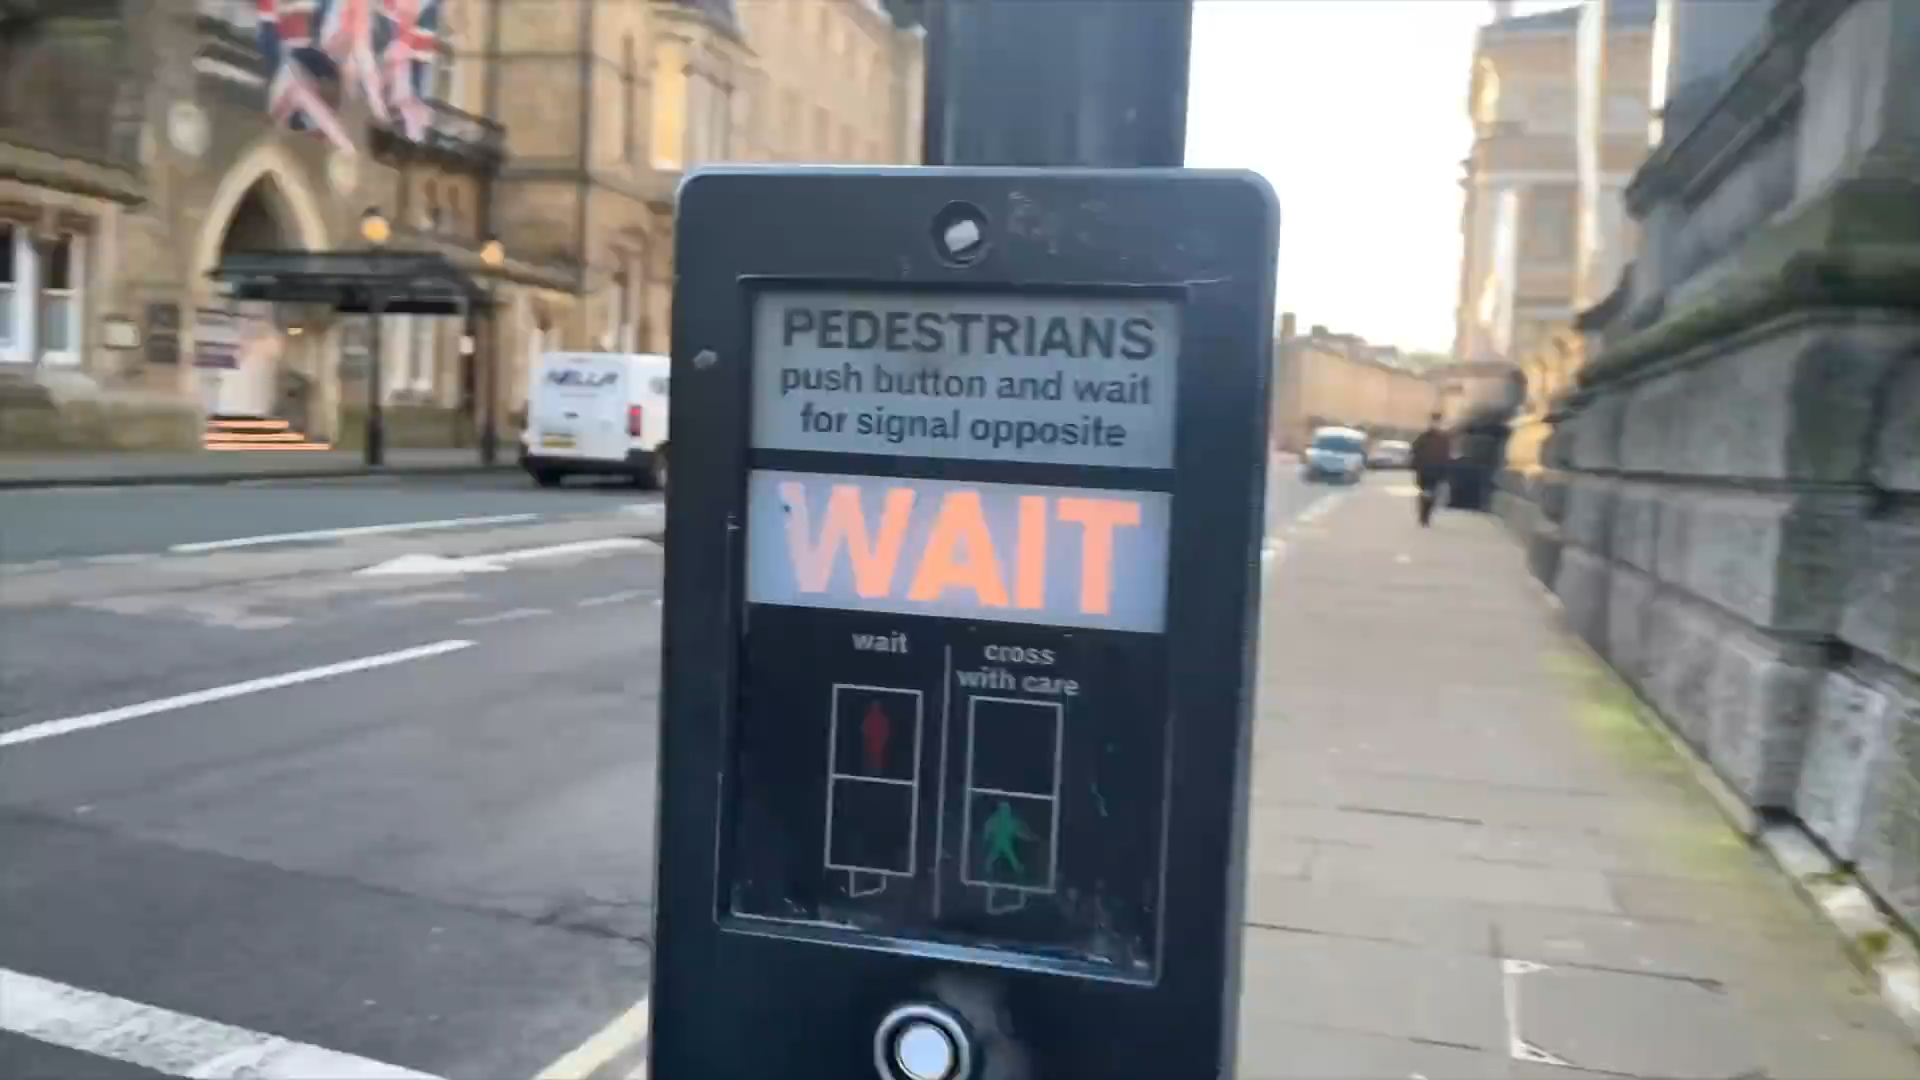 PEDESTRIANS
push button and wait
for signal opposite
WAIT
wait
cross
with care